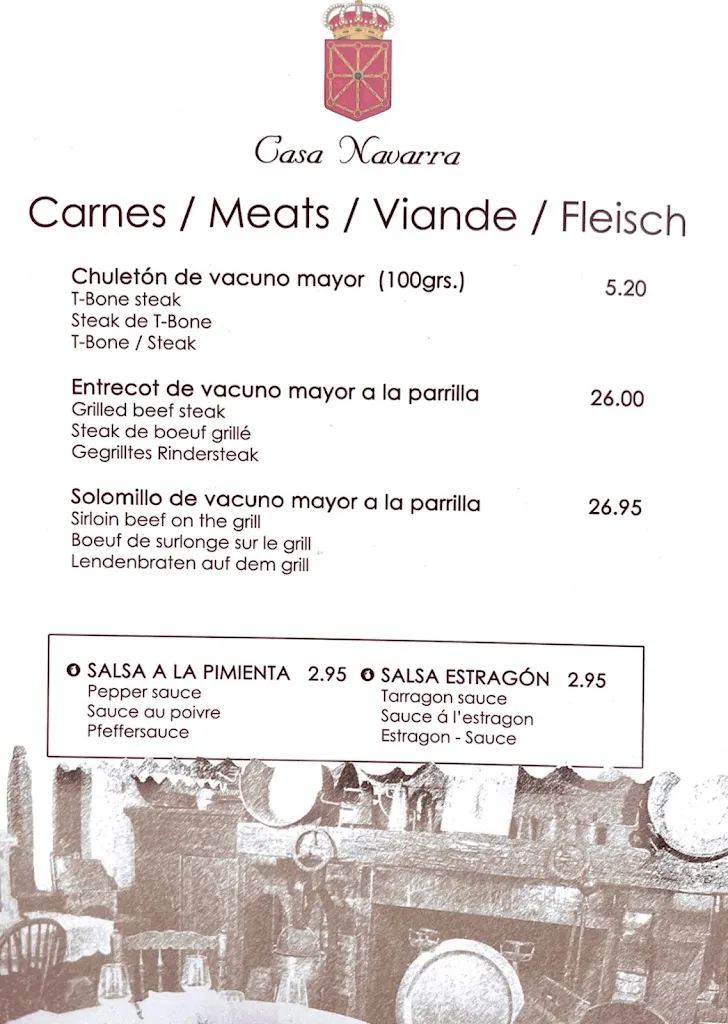 Casa Navarra
Carnes / Meats / Viande / Fleisch
Chuletón de vacuno mayor (100grs.) 5.20
T-Bone steak
Steak de T-Bone
T-Bone / Steak
Entrecot de vacuno mayor a la parrilla 26.00
Grilled beef steak
Steak de boeuf grillé
Gegrilltes Rindersteak
Solomillo de vacuno mayor a la parrilla 26.95
Sirloin beef on the grill
Boeuf de surlonge sur le grill
Lendenbraten auf dem grill
SALSA A LA PIMIENTA 2.95
Pepper sauce
Sauce au poivre
Pfeffersauce
SALSA ESTRAGÓN 2.95
Tarragon sauce
Sauce á l'estragon
Estragon - Sauce